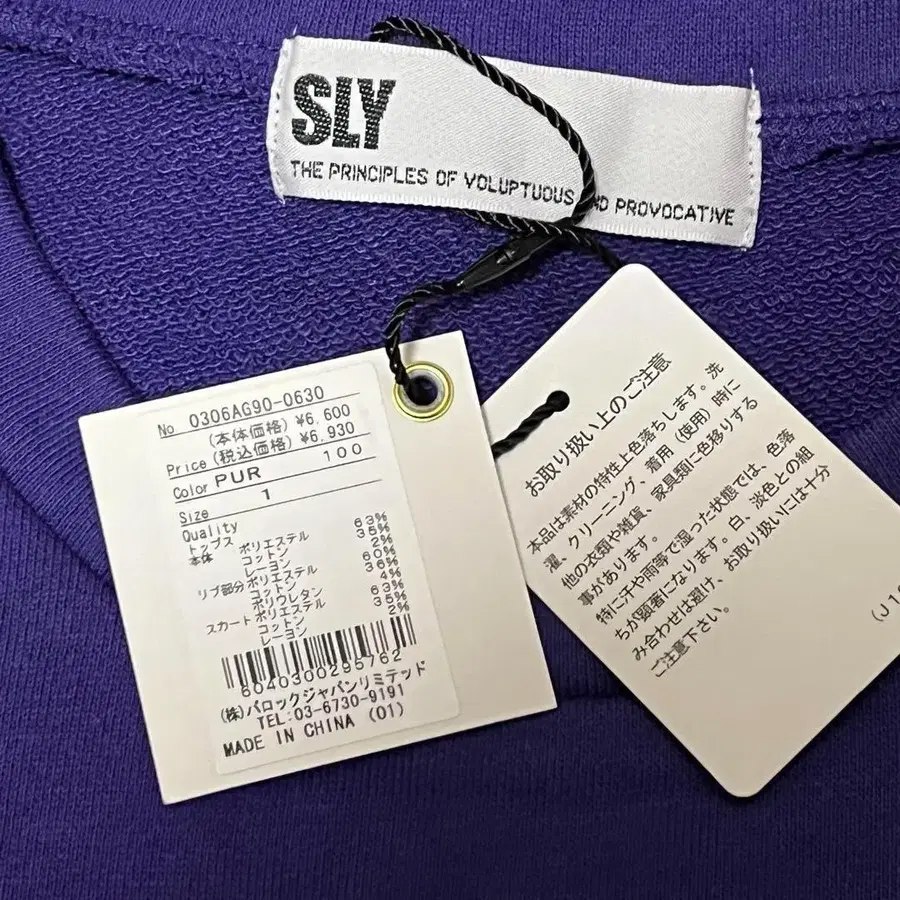 SLY
THE PRINCIPLES OF VOLUPTUOUS ND PROVOCATIVE
No 0306AG90-0630
(本体価格) ¥6,600
Price (税込価格) ¥6,930
Color PUR 100
Size 1
Quality
トップス
本体 ポリエステル 63%
コットン 35%
レーヨン 2%
リブ部分 ポリエステル 60%
コットン 36%
ポリウレタン 4%
スカート ポリエステル 63%
コットン 35%
レーヨン 2%
6040300295762
(株)バロックジャパンリミテッド
TEL:03-6730-9191
MADE IN CHINA (01)
お取り扱い上のご注意
本品は素材の特性上色落ちします。洗
濯、クリーニング、着用(使用)時に
他の衣類や雑貨、家具類に色移りする
事があります。
特に汗や雨等で湿った状態では、色落
ちが顕著になります。白、淡色との組
み合わせは避け、お取り扱いには十分
ご注意下さい。